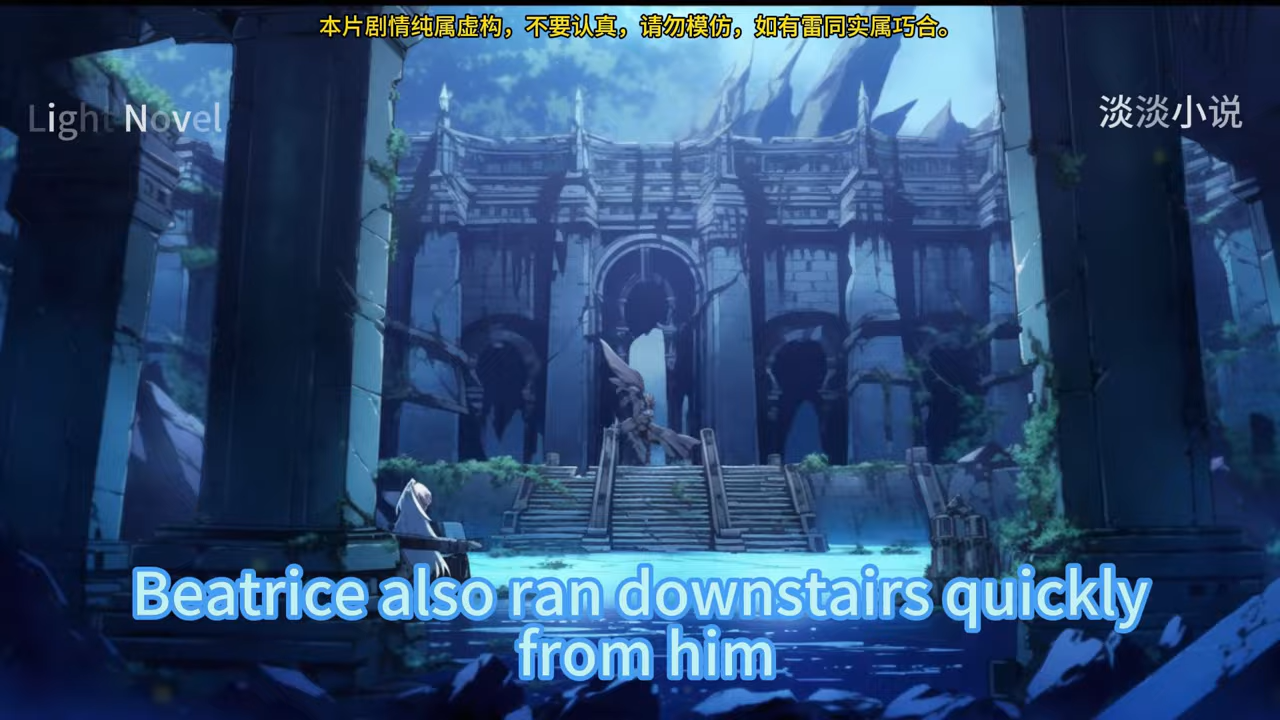 本片剧情纯属虚构，不要认真，请勿模仿，如有雷同实属巧合。
Light Novel
淡淡小说
Beatrice also ran downstairs quickly
from him